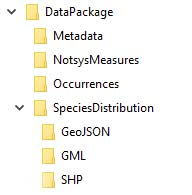 DataPackage
Metadata
NotsysMeasures
Occurrences
SpeciesDistribution
GeoJSON
GML
SHP